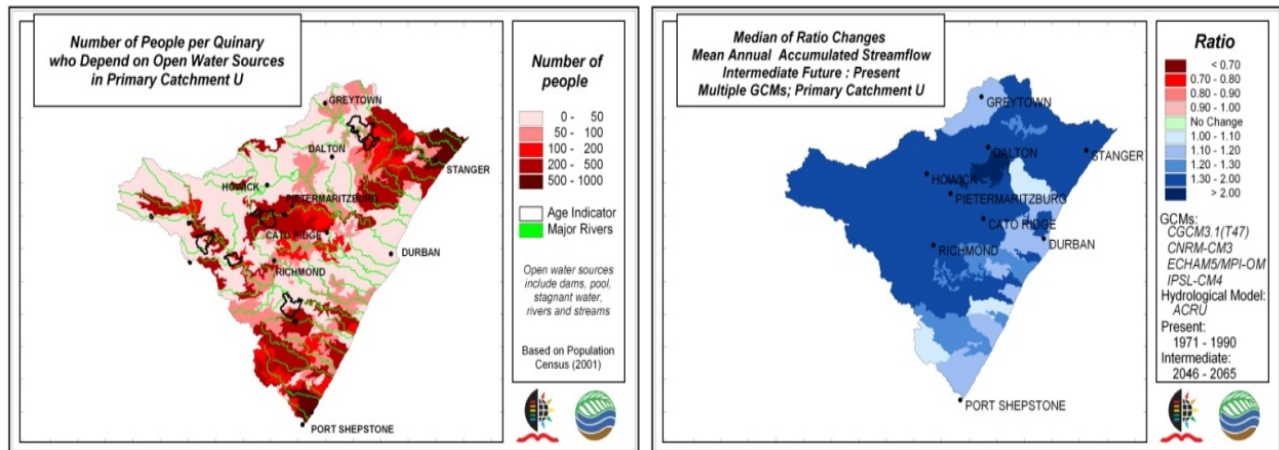 Number of People per Quinary
who Depend on Open Water Sources
in Primary Catchment U
GREYTOWN
DALTON
STANGER
HOWICK
PIETERMARITZBURG
CATO RIDGE
DURBAN
RICHMOND
PORT SHEPSTONE
Number of
people
0 - 50
50 - 100
100 - 200
200 - 500
500 - 1000
Age Indicator
Major Rivers
Open water sources
include dams, pool,
stagnant water,
rivers and streams
Based on Population
Census (2001)
Median of Ratio Changes
Mean Annual Accumulated Streamflow
Intermediate Future : Present
Multiple GCMs; Primary Catchment U
GREYTOWN
DALTON
STANGER
HOWICK
PIETERMARITZBURG
CATO RIDGE
DURBAN
RICHMOND
PORT SHEPSTONE
Ratio
< 0.70
0.70 - 0.80
0.80 - 0.90
0.90 - 1.00
No Change
1.00 - 1.10
1.10 - 1.20
1.20 - 1.30
1.30 - 2.00
> 2.00
GCMs:
CGCM3.1(T47)
CNRM-CM3
ECHAM5/MPI-OM
IPSL-CM4
Hydrological Model:
ACRU
Present:
1971 - 1990
Intermediate:
2046 - 2065